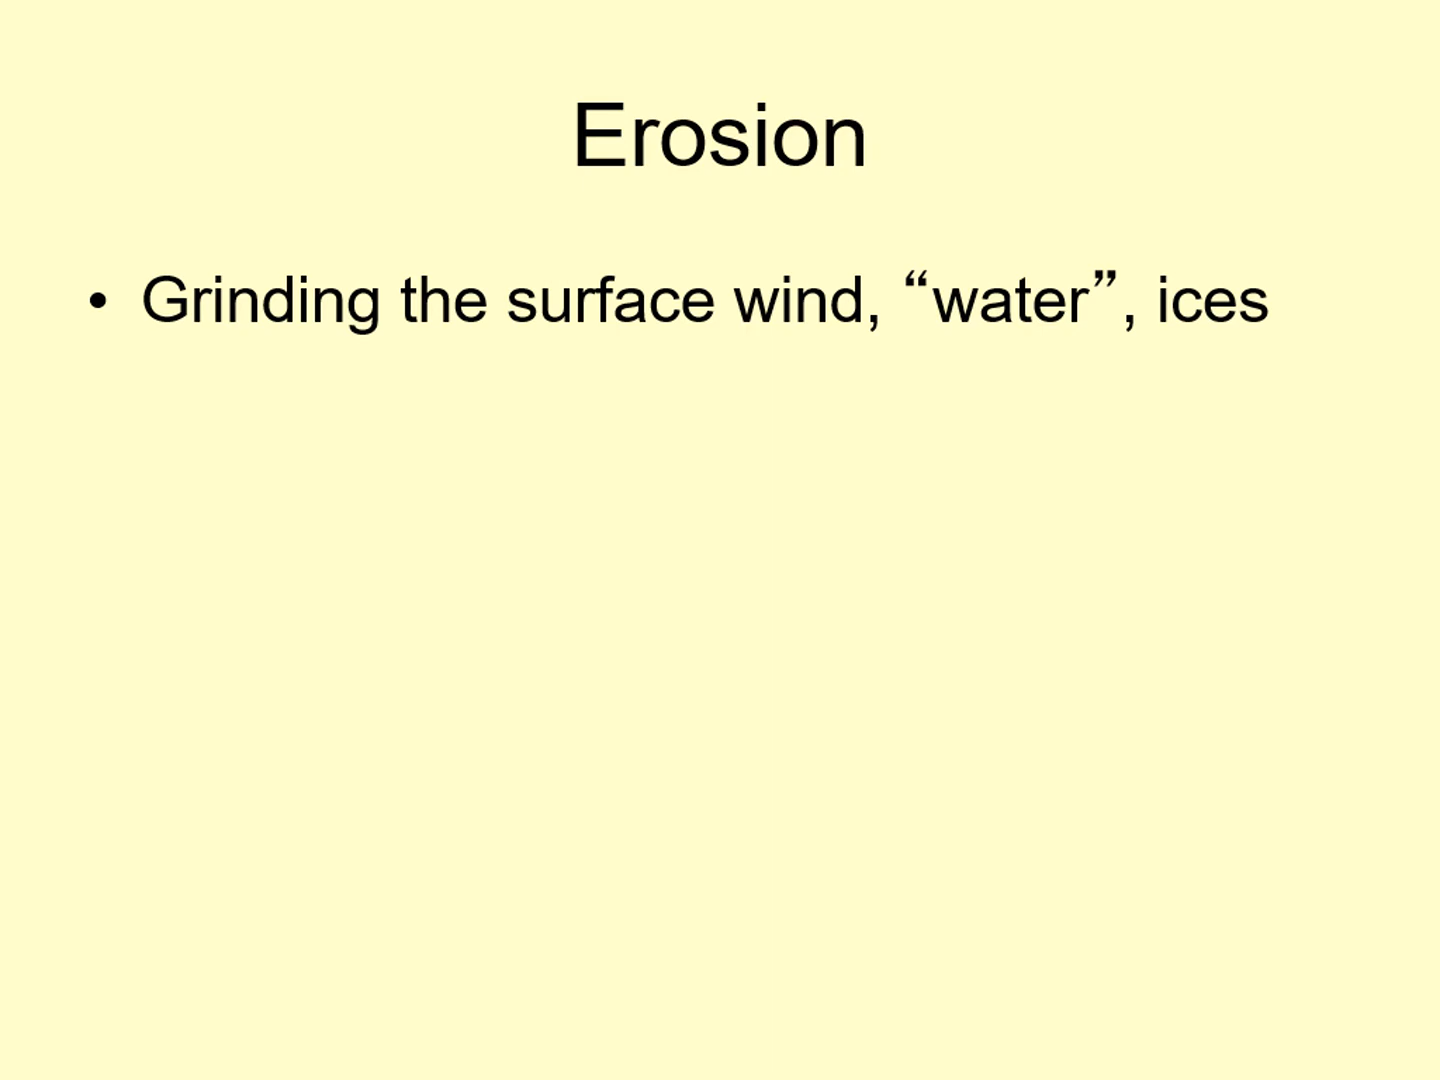 Erosion
• Grinding the surface wind, “water”, ices